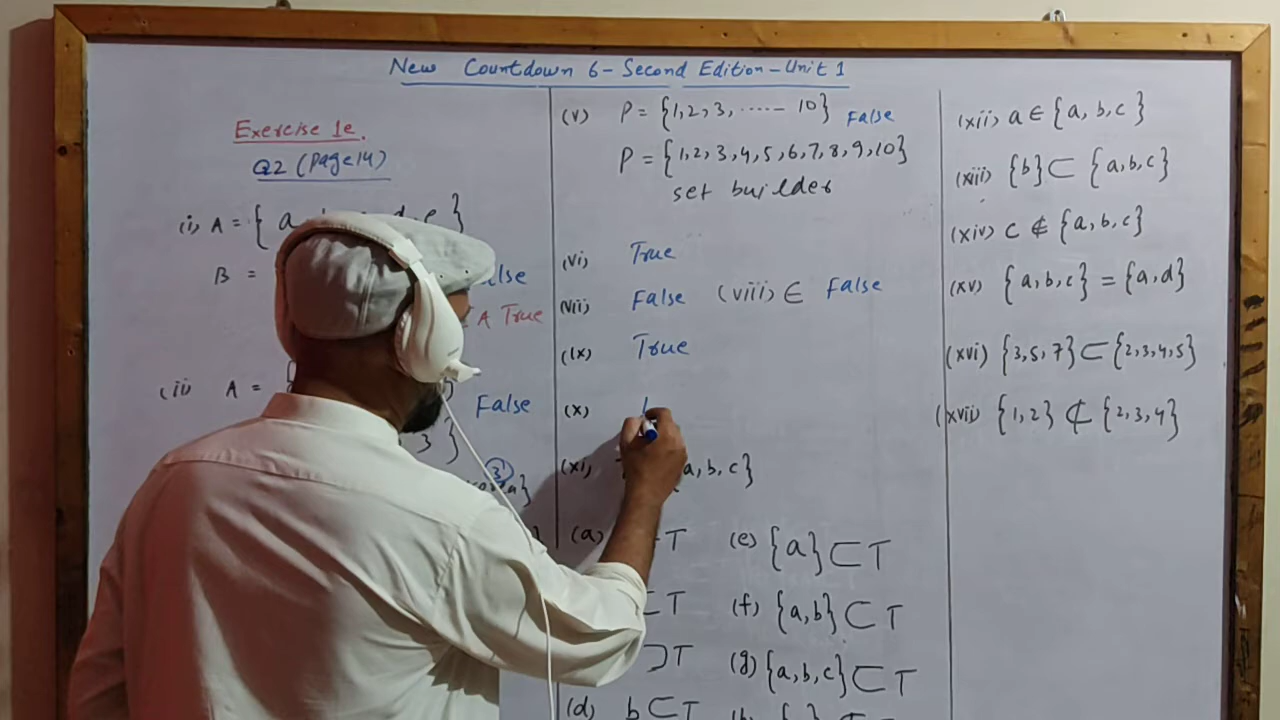 New Countdown 6 - Second Edition - Unit 1
Exercise 1e.
Q2 (Page 14)
(i) A = { a, d, e }
B =
A True
(ii) A =
False
3 }
(v) P = {1, 2, 3, ...... 10} False
P = {1, 2, 3, 4, 5, 6, 7, 8, 9, 10}
set builder
(vi) True
(vii) False (viii) ∈ False
(ix) True
(x)
(xi) a, b, c}
(a) T
⊂ T
⊃ T
(d) b ⊂ T
(e) {a} ⊂ T
(f) {a, b} ⊂ T
(g) {a, b, c} ⊂ T
(xii) a ∈ {a, b, c}
(xiii) {b} ⊂ {a, b, c}
(xiv) c ∉ {a, b, c}
(xv) {a, b, c} = {a, d}
(xvi) {3, 5, 7} ⊂ {2, 3, 4, 5}
(xvii) {1, 2} ⊄ {2, 3, 4}